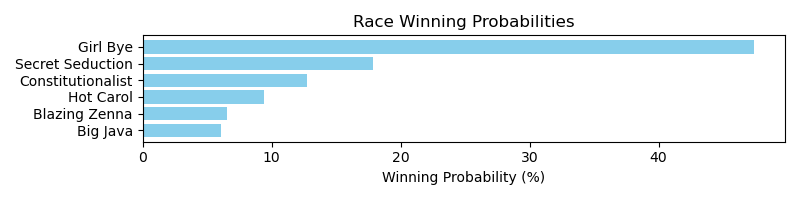 Race Winning Probabilities
Girl Bye
Secret Seduction
Constitutionalist
Hot Carol
Blazing Zenna
Big Java
0 10 20 30 40
Winning Probability (%)